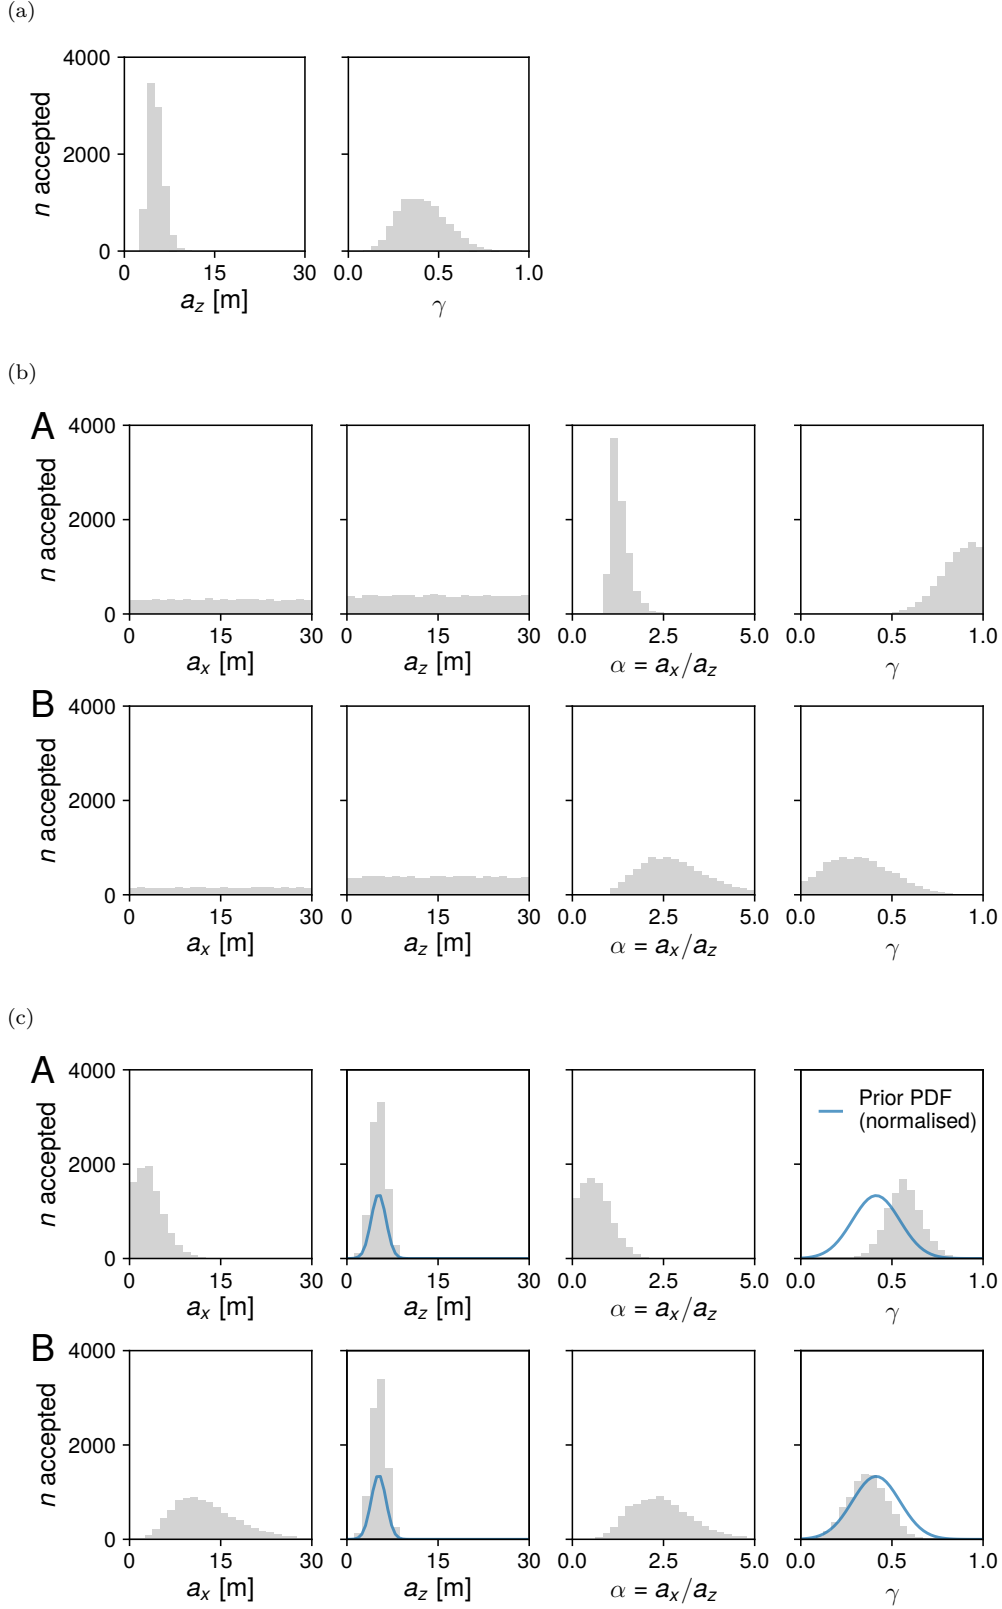 (a)
4000
2000
0
n accepted
0 15 30
a_z [m]
0.0 0.5 1.0
γ
(b)
A
4000
2000
0
n accepted
0 15 30
a_x [m]
0 15 30
a_z [m]
0.0 2.5 5.0
α = a_x/a_z
0.0 0.5 1.0
γ
B
4000
2000
0
n accepted
0 15 30
a_x [m]
0 15 30
a_z [m]
0.0 2.5 5.0
α = a_x/a_z
0.0 0.5 1.0
γ
(c)
A
4000
2000
0
n accepted
0 15 30
a_x [m]
0 15 30
a_z [m]
0.0 2.5 5.0
α = a_x/a_z
Prior PDF
(normalised)
0.0 0.5 1.0
γ
B
4000
2000
0
n accepted
0 15 30
a_x [m]
0 15 30
a_z [m]
0.0 2.5 5.0
α = a_x/a_z
0.0 0.5 1.0
γ